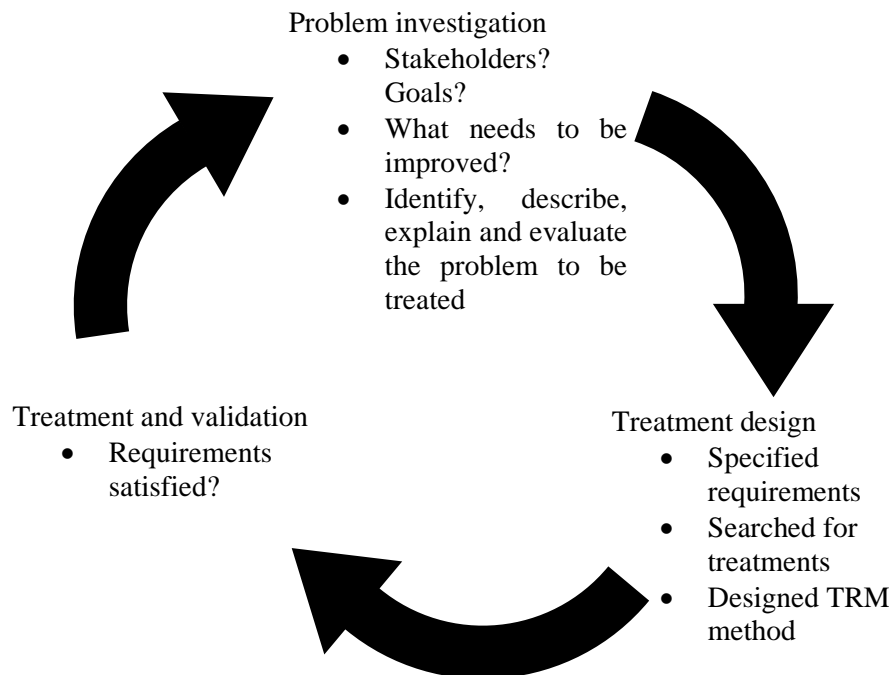 Problem investigation
• Stakeholders?
Goals?
• What needs to be
improved?
• Identify, describe,
explain and evaluate
the problem to be
treated
Treatment design
• Specified
requirements
• Searched for
treatments
• Designed TRM
method
Treatment and validation
• Requirements
satisfied?